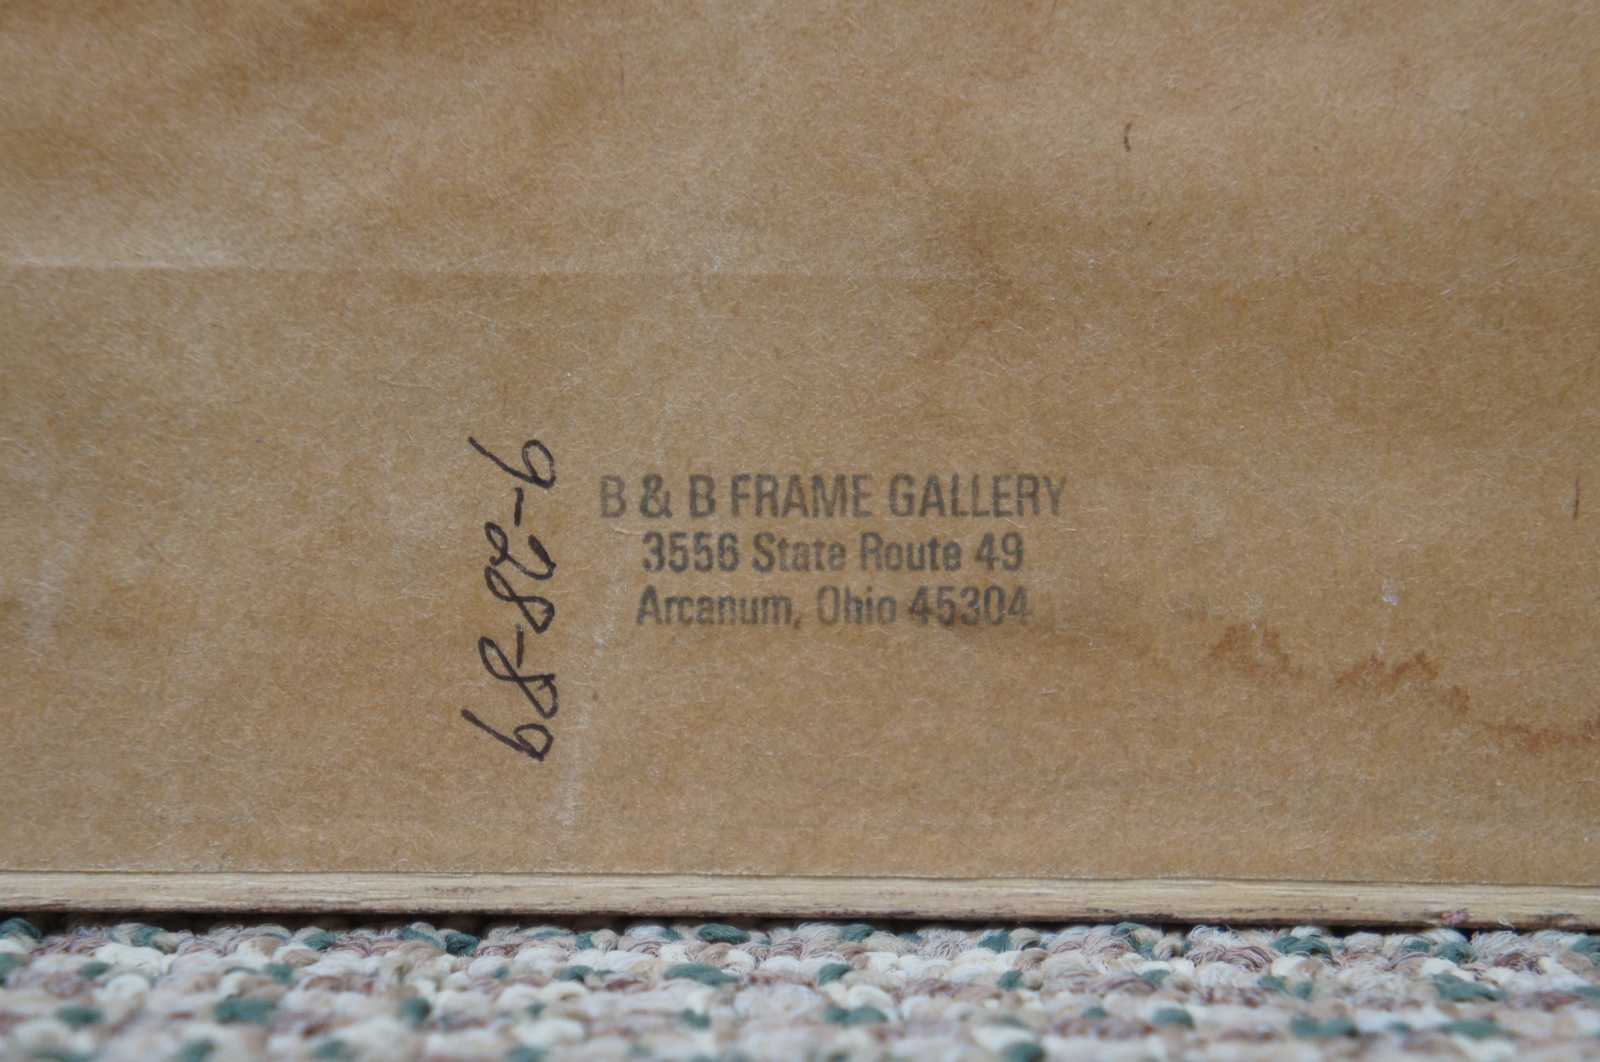 9-28-89
B & B FRAME GALLERY
3556 State Route 49
Arcanum, Ohio 45304